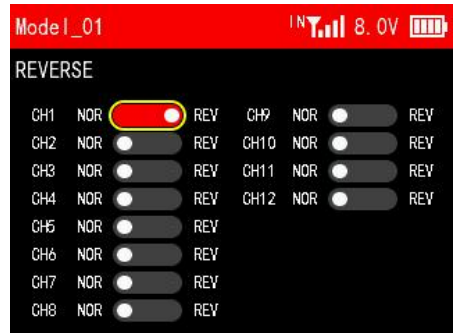 Model_01 IN 8.0V
REVERSE
CH1 NOR REV CH9 NOR REV
CH2 NOR REV CH10 NOR REV
CH3 NOR REV CH11 NOR REV
CH4 NOR REV CH12 NOR REV
CH5 NOR REV
CH6 NOR REV
CH7 NOR REV
CH8 NOR REV